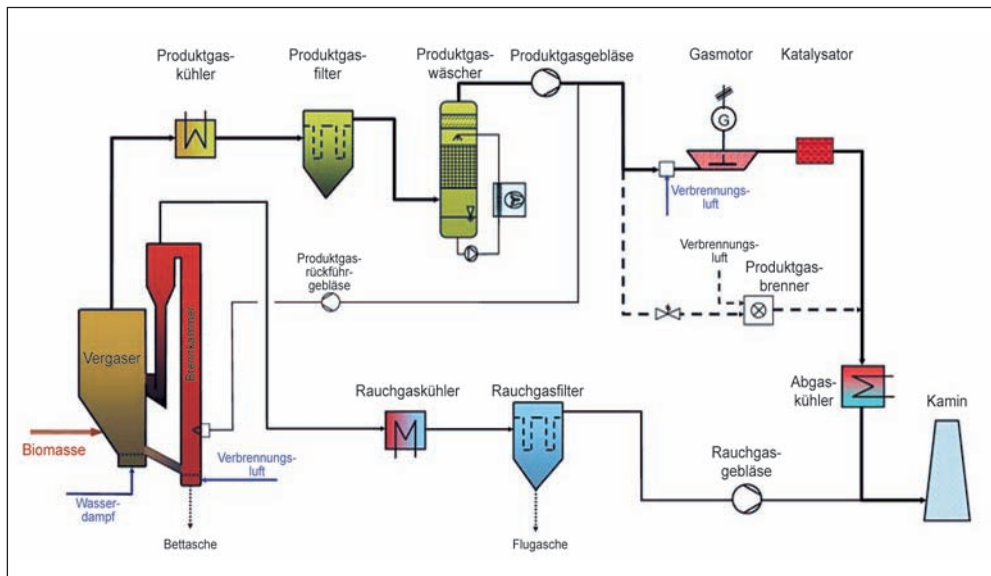 Produktgas-
kühler
Produktgas-
filter
Produktgas-
wäscher
Produktgasgebläse
Gasmotor
Katalysator
G
Verbrennungs-
luft
Verbrennungs-
luft
Produktgas-
brenner
Produktgas-
rückführ-
gebläse
Vergaser
Brennkammer
Biomasse
Wasser-
dampf
Verbrennungs-
luft
Bettasche
Rauchgaskühler
Rauchgasfilter
Flugasche
Rauchgas-
gebläse
Abgas-
kühler
Kamin